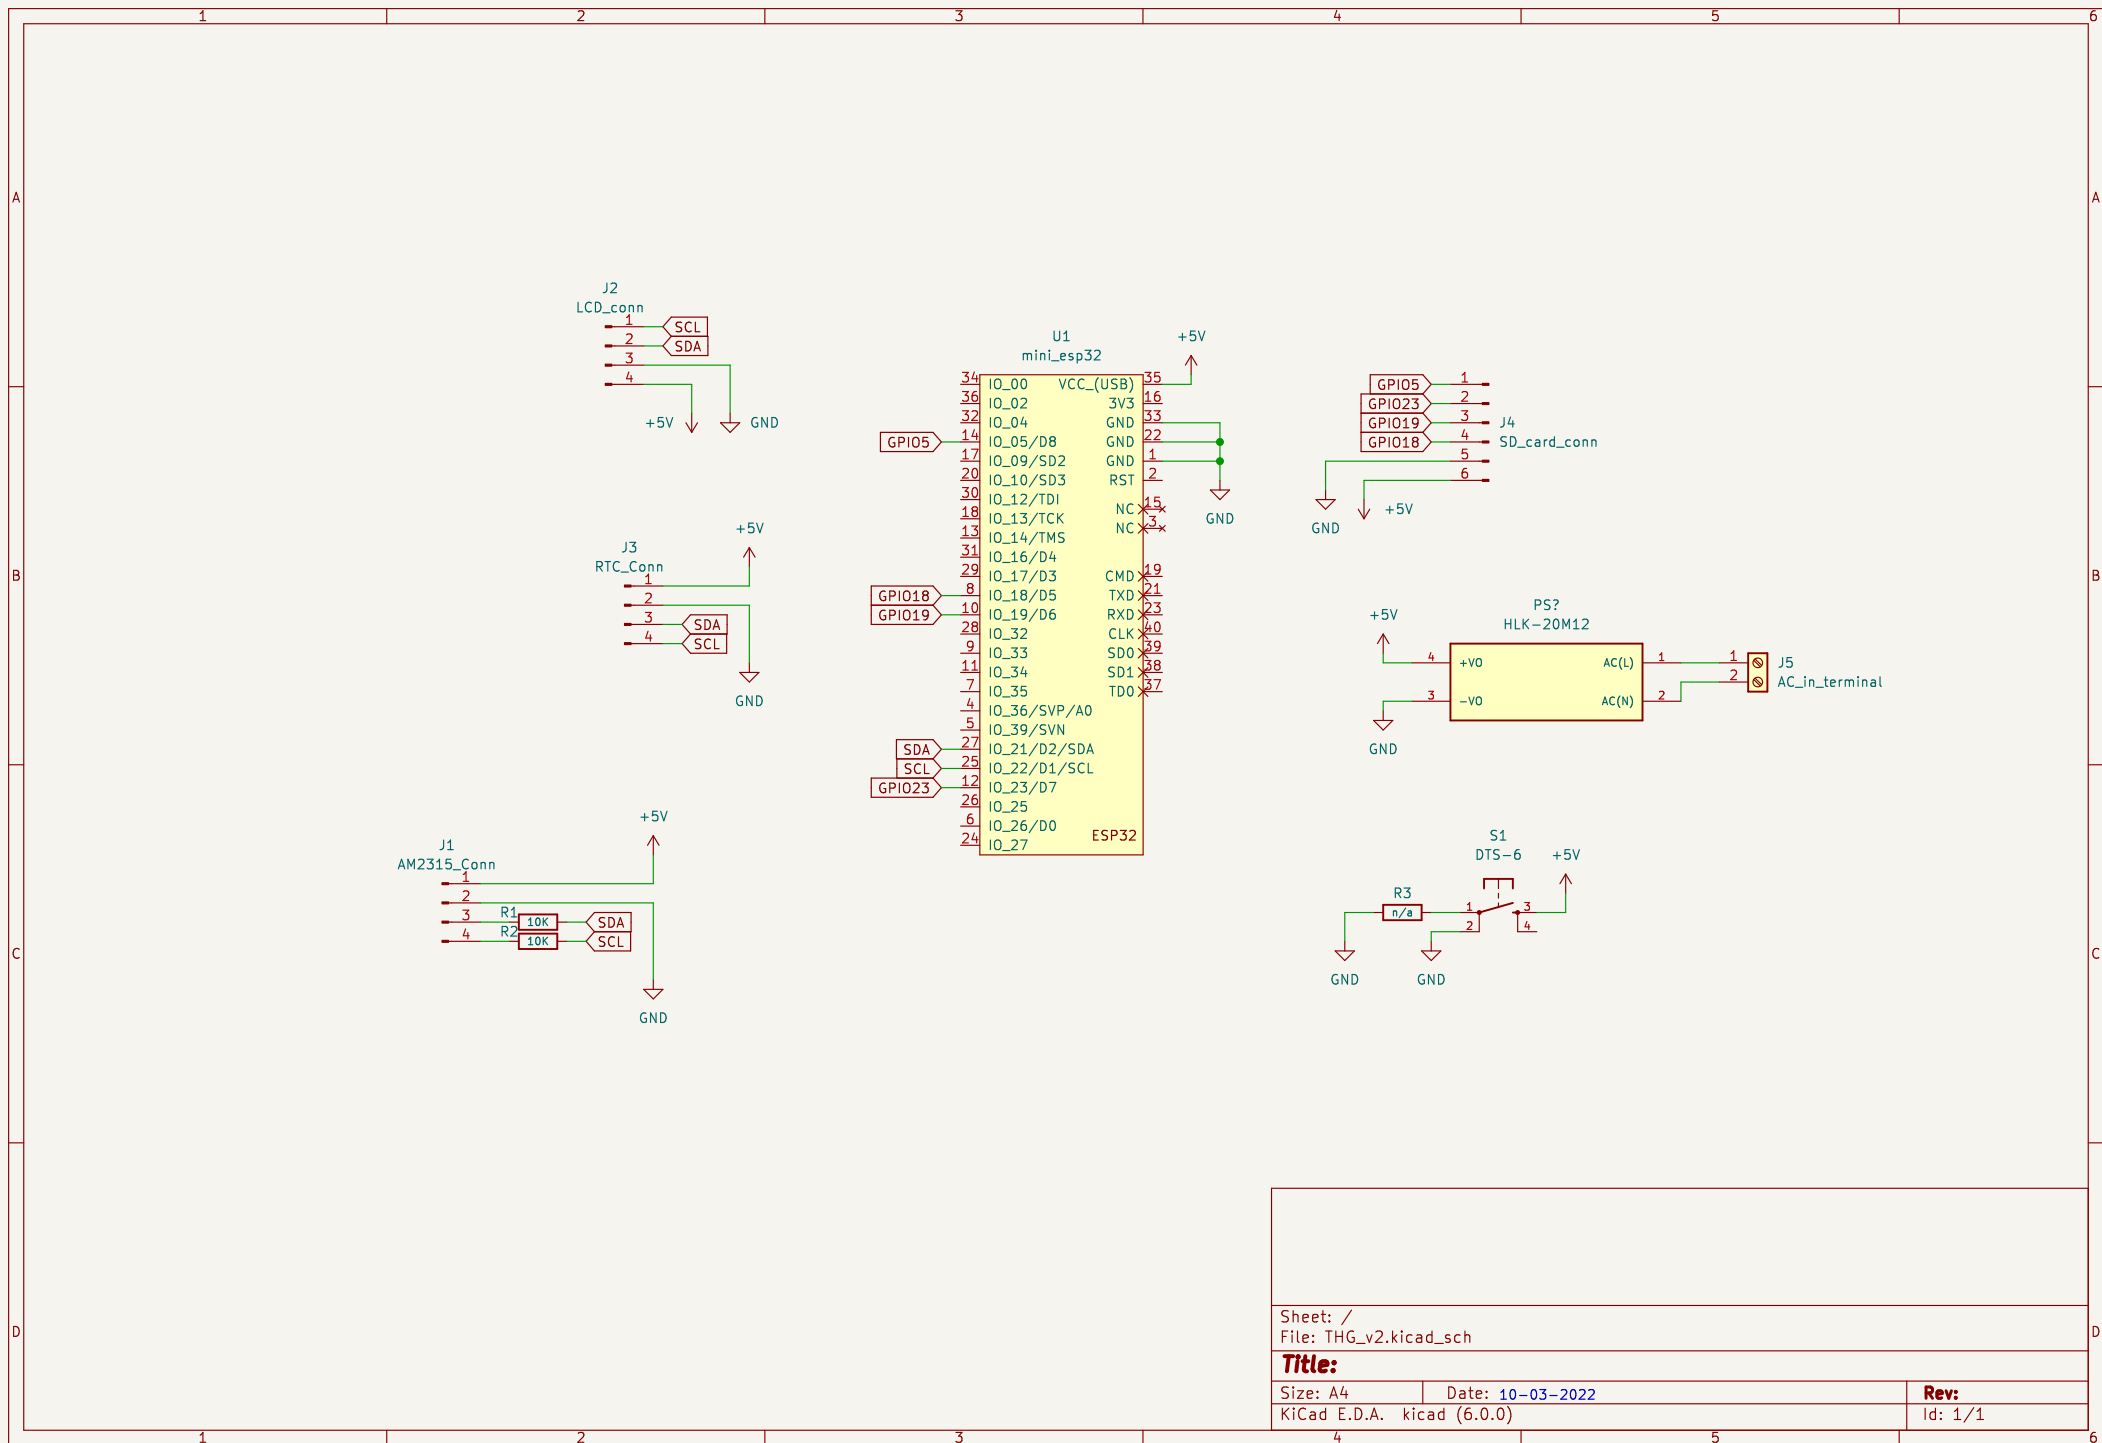 1 2 3 4 5 6
A A
B B
C C
D D
J2
LCD_conn
1 SCL
2 SDA
3
4
+5V GND
J3
RTC_Conn
+5V
1
2
3 SDA
4 SCL
GND
J1
AM2315_Conn
+5V
1
2
3 R1 10K SDA
4 R2 10K SCL
GND
U1
mini_esp32
+5V
34 IO_00 VCC_(USB) 35
36 IO_02 3V3 16
32 IO_04 GND 33
GPIO5 14 IO_05/D8 GND 22
17 IO_09/SD2 GND 1
20 IO_10/SD3 RST 2
30 IO_12/TDI
NC 15
18 IO_13/TCK
NC 3
GND
13 IO_14/TMS
31 IO_16/D4
29 IO_17/D3 CMD 19
GPIO18 8 IO_18/D5 TXD 21
GPIO19 10 IO_19/D6 RXD 23
28 IO_32 CLK 40
9 IO_33 SD0 39
11 IO_34 SD1 38
7 IO_35 TD0 37
4 IO_36/SVP/A0
5 IO_39/SVN
SDA 27 IO_21/D2/SDA
SCL 25 IO_22/D1/SCL
GPIO23 12 IO_23/D7
26 IO_25
6 IO_26/D0
24 IO_27
ESP32
GPIO5 1
GPIO23 2
GPIO19 3
GPIO18 4
5
6
J4
SD_card_conn
GND
+5V
PS?
HLK-20M12
+5V
4 +VO AC(L) 1
3 -VO AC(N) 2
GND
1
2
J5
AC_in_terminal
S1
DTS-6
+5V
R3
n/a
1 3
2 4
GND GND
Sheet: /
File: THG_v2.kicad_sch
Title:
Size: A4 Date: 10-03-2022 Rev:
KiCad E.D.A. kicad (6.0.0) Id: 1/1
1 2 3 4 5 6